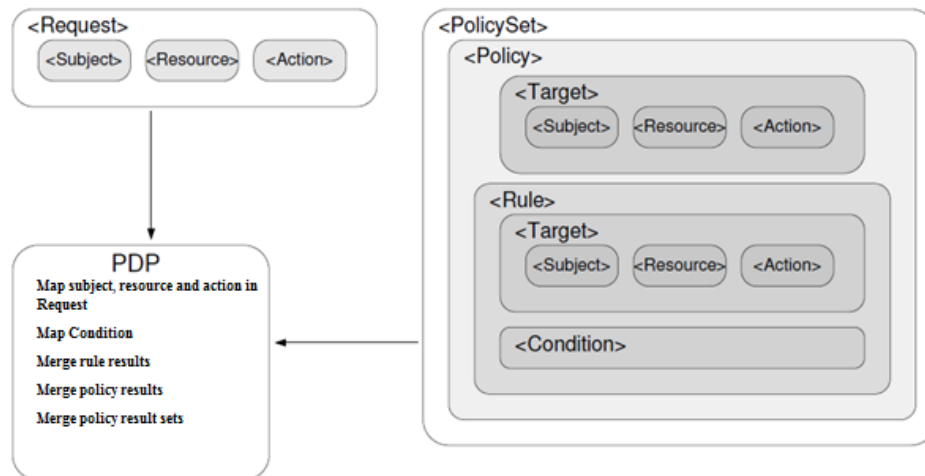 <Request>
<Subject> <Resource> <Action>
PDP
Map subject, resource and action in
Request
Map Condition
Merge rule results
Merge policy results
Merge policy result sets
<PolicySet>
<Policy>
<Target>
<Subject> <Resource> <Action>
<Rule>
<Target>
<Subject> <Resource> <Action>
<Condition>